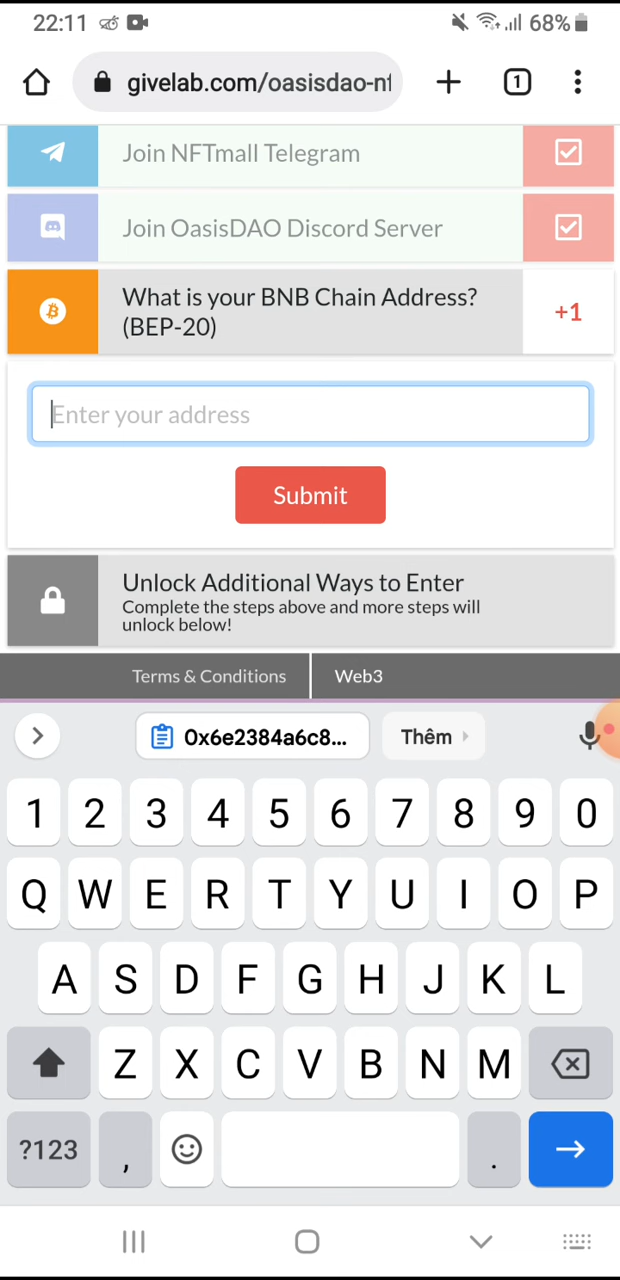 22:11
68%
givelab.com/oasisdao-nf
1
Join NFTmall Telegram
Join OasisDAO Discord Server
What is your BNB Chain Address?
(BEP-20)
+1
Enter your address
Submit
Unlock Additional Ways to Enter
Complete the steps above and more steps will
unlock below!
Terms & Conditions
Web3
0x6e2384a6c8...
Thêm
1 2 3 4 5 6 7 8 9 0
Q W E R T Y U I O P
A S D F G H J K L
Z X C V B N M
?123 , .